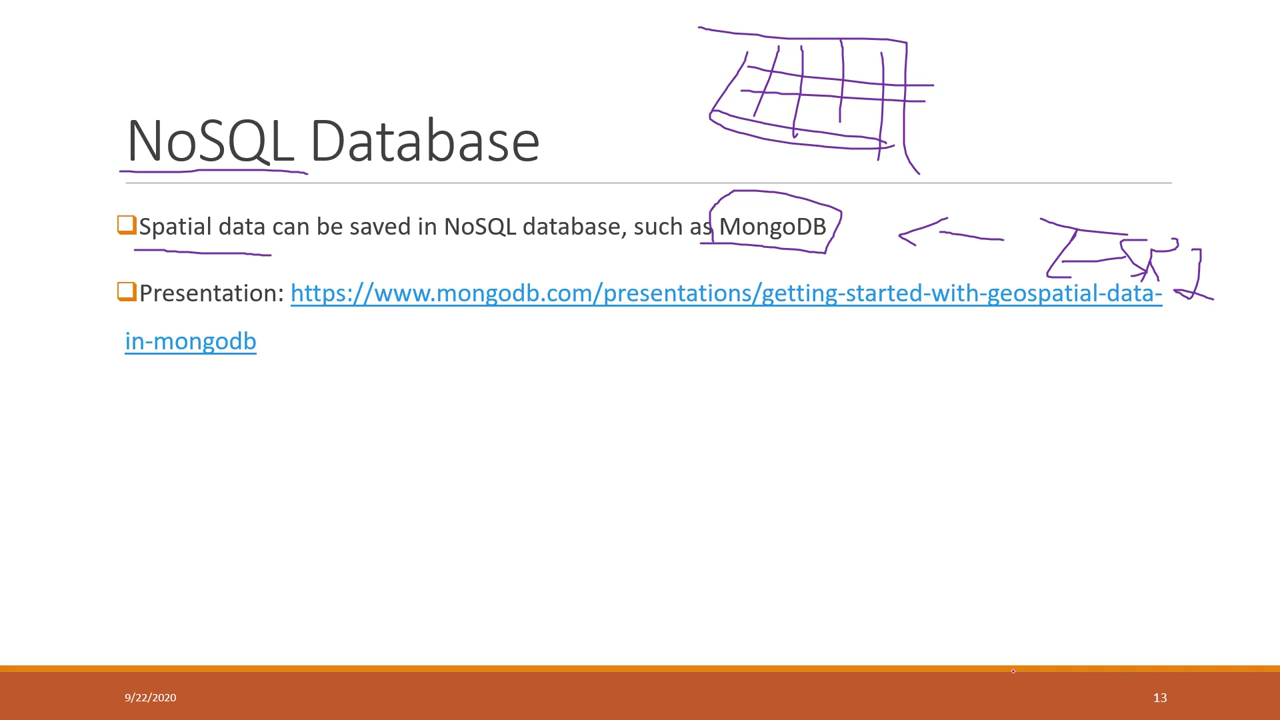 NoSQL Database
Spatial data can be saved in NoSQL database, such as MongoDB
Esri
Presentation: https://www.mongodb.com/presentations/getting-started-with-geospatial-data-
in-mongodb
9/22/2020
13